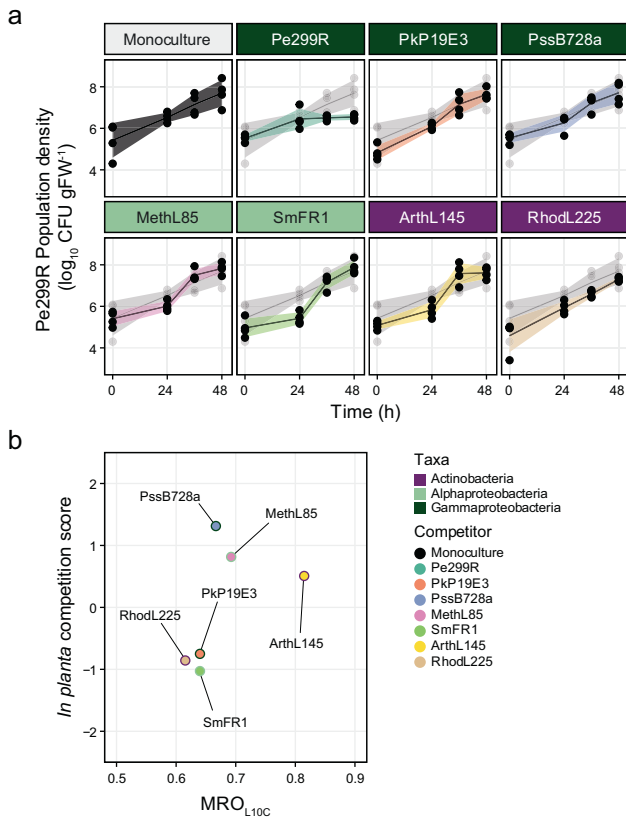 a
Monoculture
Pe299R
PkP19E3
PssB728a
8
6
4
MethL85
SmFR1
ArthL145
RhodL225
8
6
4
Pe299R Population density
(log₁₀ CFU gFW⁻¹)
0 24 48 0 24 48 0 24 48 0 24 48
Time (h)
b
2
1
0
−1
−2
In planta competition score
PssB728a
MethL85
PkP19E3
RhodL225
ArthL145
SmFR1
0.5 0.6 0.7 0.8 0.9
MRO_L10C
Taxa
Actinobacteria
Alphaproteobacteria
Gammaproteobacteria
Competitor
Monoculture
Pe299R
PkP19E3
PssB728a
MethL85
SmFR1
ArthL145
RhodL225